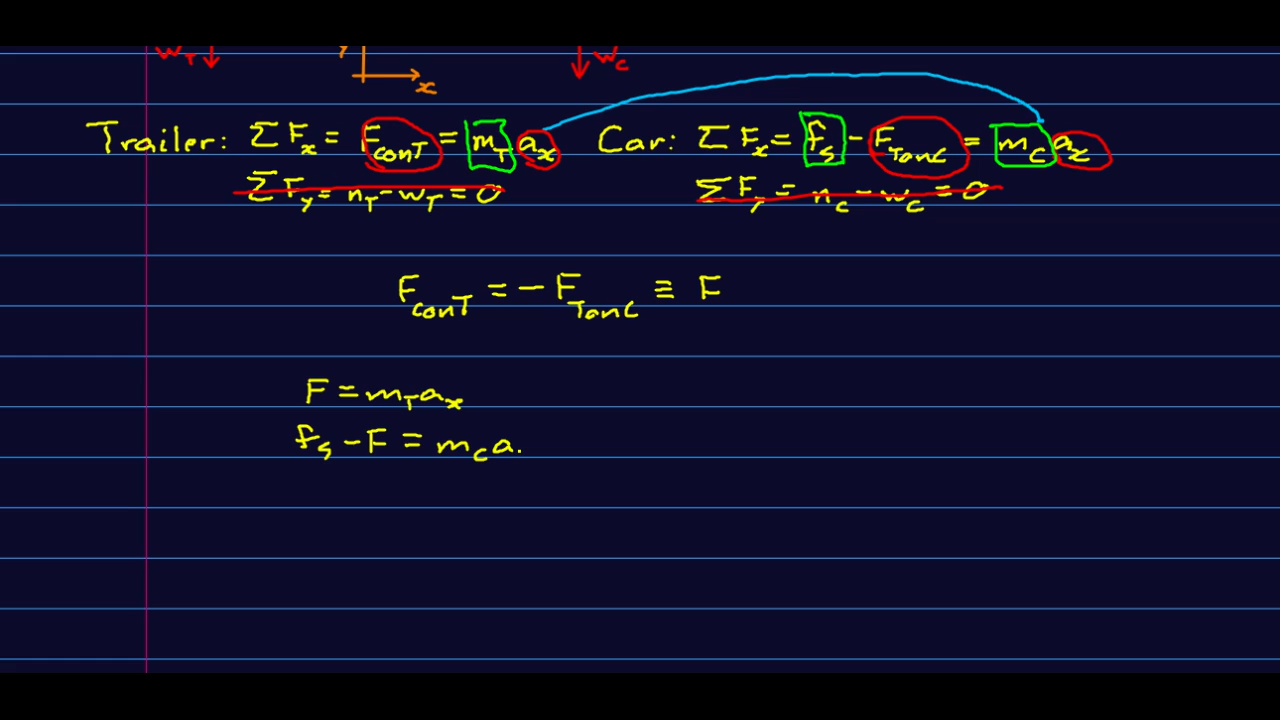 w_T y x w_C
Trailer: ΣF_x = F_conT = m_T a_x Car: ΣF_x = f_s - F_TonC = m_C a_x
ΣF_y = n_T - w_T = 0 ΣF_y = n_C - w_C = 0
F_conT = -F_TonC ≡ F
F = m_T a_x
f_s - F = m_C a.